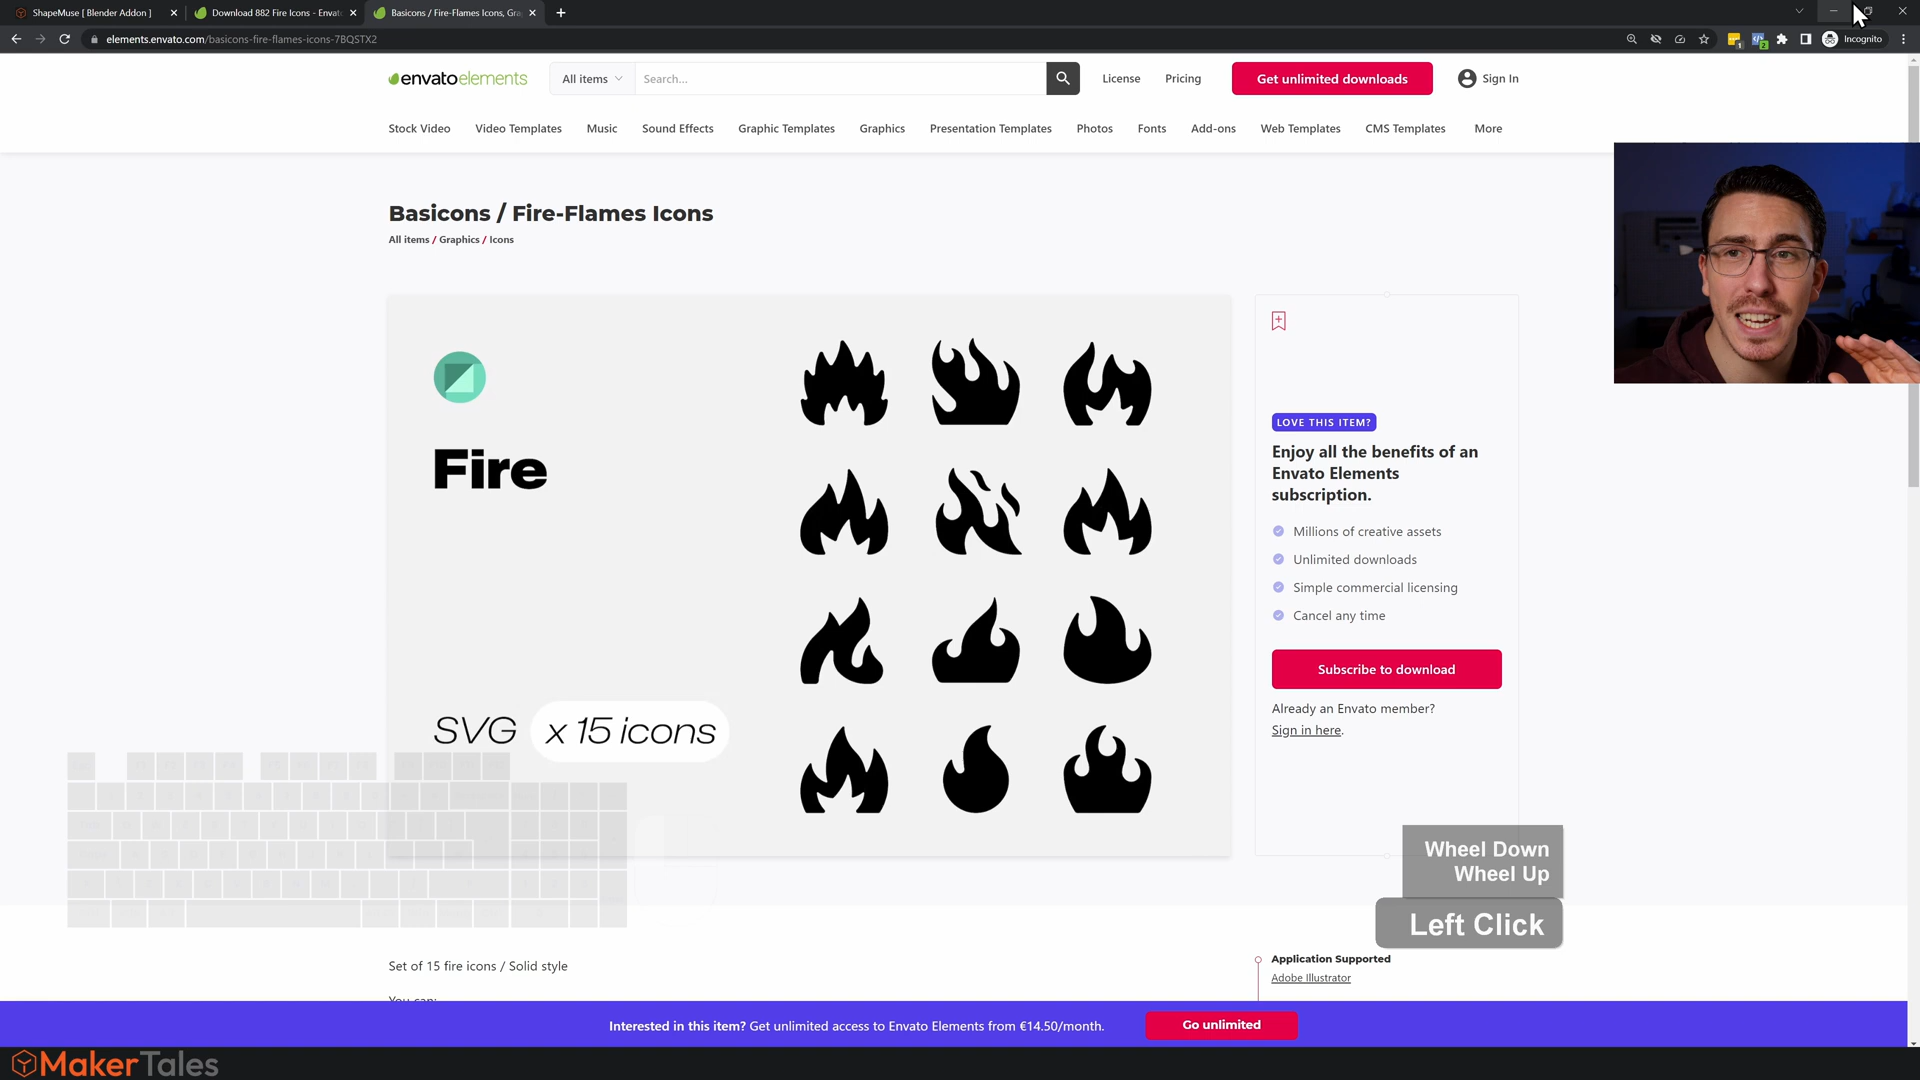 ShapeMuse [ Blender Addon ]
Download 882 Fire Icons - Envato
Basicons / Fire-Flames Icons, Gra
elements.envato.com/basicons-fire-flames-icons-7BQSTX2
Incognito
envatoelements
All items
Search...
License
Pricing
Get unlimited downloads
Sign In
Stock Video
Video Templates
Music
Sound Effects
Graphic Templates
Graphics
Presentation Templates
Photos
Fonts
Add-ons
Web Templates
CMS Templates
More
Basicons / Fire-Flames Icons
All items / Graphics / Icons
Fire
SVG x 15 icons
LOVE THIS ITEM?
Enjoy all the benefits of an
Envato Elements
subscription.
Millions of creative assets
Unlimited downloads
Simple commercial licensing
Cancel any time
Subscribe to download
Already an Envato member?
Sign in here.
Wheel Down
Wheel Up
Left Click
Set of 15 fire icons / Solid style
You can:
Application Supported
Adobe Illustrator
Interested in this item? Get unlimited access to Envato Elements from €14.50/month.
Go unlimited
MakerTales